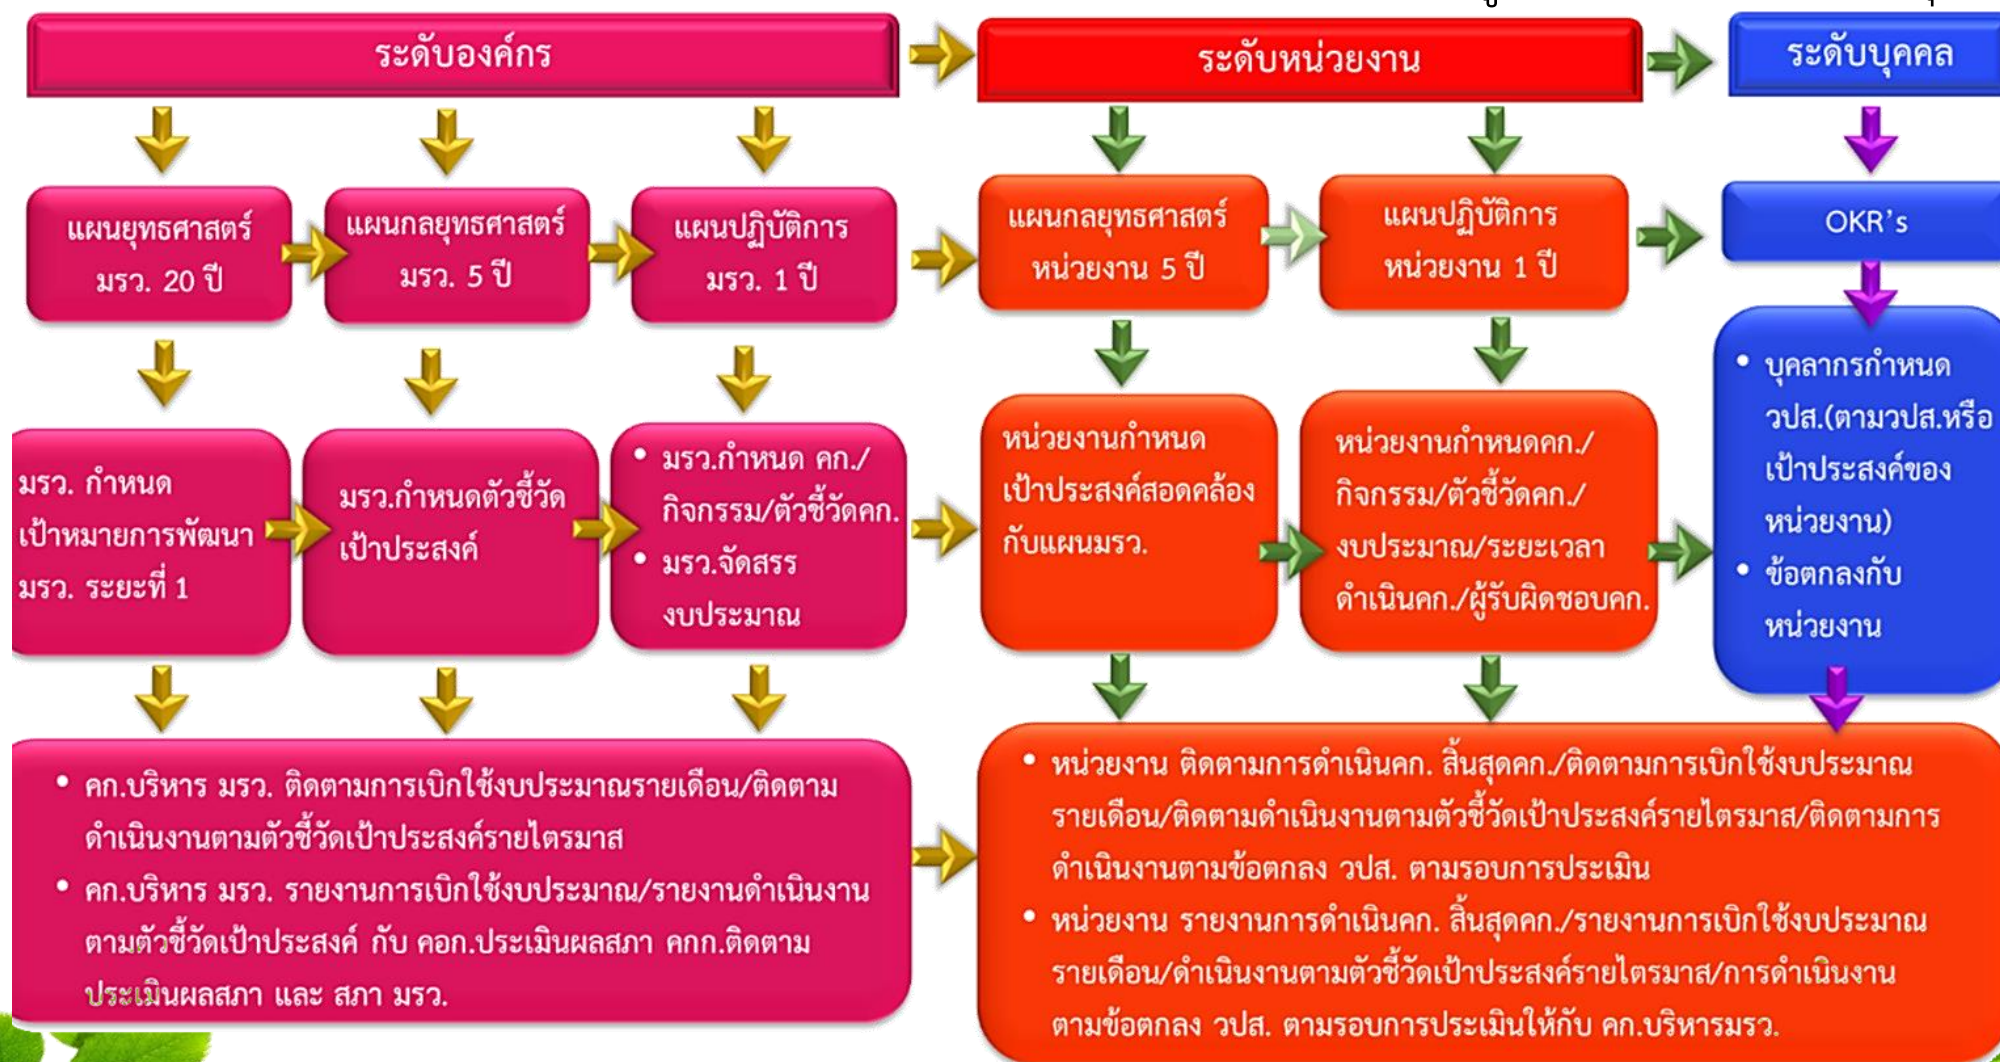 ระดับองค์กร
ระดับหน่วยงาน
ระดับบุคคล
แผนยุทธศาสตร์
มรว. 20 ปี
แผนกลยุทธศาสตร์
มรว. 5 ปี
แผนปฏิบัติการ
มรว. 1 ปี
แผนกลยุทธศาสตร์
หน่วยงาน 5 ปี
แผนปฏิบัติการ
หน่วยงาน 1 ปี
OKR's
มรว. กำหนด
เป้าหมายการพัฒนา
มรว. ระยะที่ 1
มรว.กำหนดตัวชี้วัด
เป้าประสงค์
• มรว.กำหนด คก./
กิจกรรม/ตัวชี้วัดคก.
• มรว.จัดสรร
งบประมาณ
หน่วยงานกำหนด
เป้าประสงค์สอดคล้อง
กับแผนมรว.
หน่วยงานกำหนดคก./
กิจกรรม/ตัวชี้วัดคก./
งบประมาณ/ระยะเวลา
ดำเนินคก./ผู้รับผิดชอบคก.
• บุคลากรกำหนด
วปส.(ตามวปส.หรือ
เป้าประสงค์ของ
หน่วยงาน)
• ข้อตกลงกับ
หน่วยงาน
• คก.บริหาร มรว. ติดตามการเบิกใช้งบประมาณรายเดือน/ติดตาม
ดำเนินงานตามตัวชี้วัดเป้าประสงค์รายไตรมาส
• คก.บริหาร มรว. รายงานการเบิกใช้งบประมาณ/รายงานดำเนินงาน
ตามตัวชี้วัดเป้าประสงค์ กับ คอก.ประเมินผลสภา คกก.ติดตาม
ประเมินผลสภา และ สภา มรว.
• หน่วยงาน ติดตามการดำเนินคก. สิ้นสุดคก./ติดตามการเบิกใช้งบประมาณ
รายเดือน/ติดตามดำเนินงานตามตัวชี้วัดเป้าประสงค์รายไตรมาส/ติดตามการ
ดำเนินงานตามข้อตกลง วปส. ตามรอบการประเมิน
• หน่วยงาน รายงานการดำเนินคก. สิ้นสุดคก./รายงานการเบิกใช้งบประมาณ
รายเดือน/ดำเนินงานตามตัวชี้วัดเป้าประสงค์รายไตรมาส/การดำเนินงาน
ตามข้อตกลง วปส. ตามรอบการประเมินให้กับ คก.บริหารมรว.